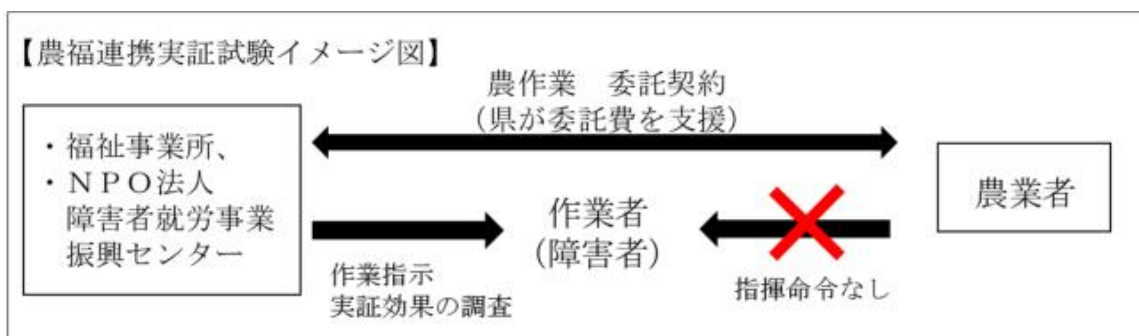 【農福連携実証試験イメージ図】
農作業　委託契約
（県が委託費を支援）
・福祉事業所、
・ＮＰＯ法人
障害者就労事業
振興センター
作業者
（障害者）
農業者
作業指示
実証効果の調査
指揮命令なし